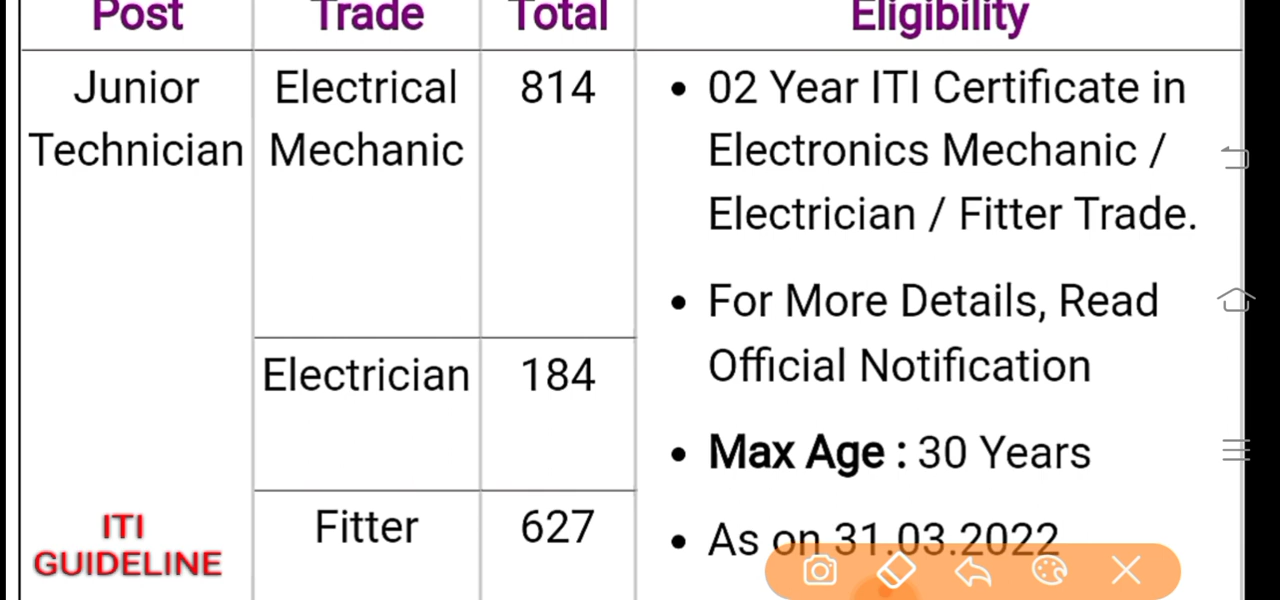 Post Trade Total Eligibility
Junior Technician
Electrical Mechanic
814
• 02 Year ITI Certificate in
Electronics Mechanic /
Electrician / Fitter Trade.
• For More Details, Read
Official Notification
• Max Age : 30 Years
• As on 31.03.2022
Electrician 184
Fitter 627
ITI
GUIDELINE